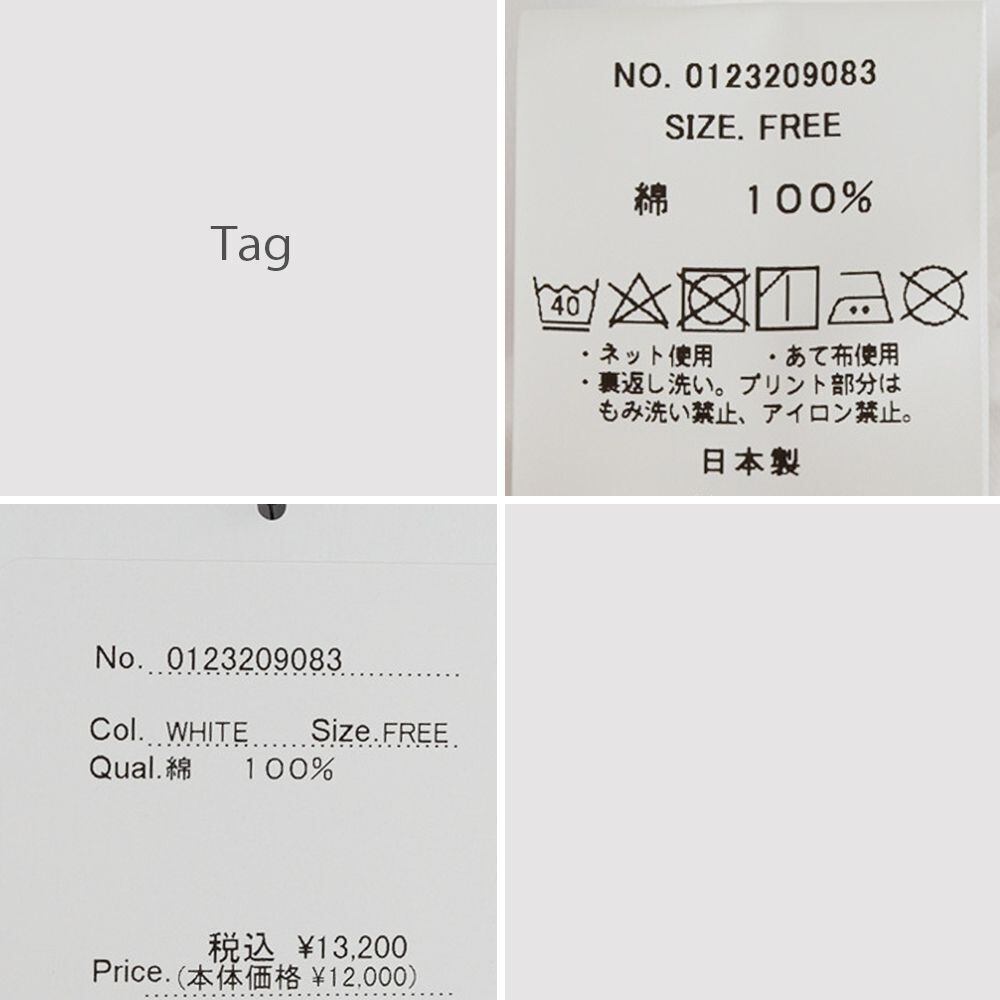 Tag
NO. 0123209083
SIZE. FREE
綿 100%
40
・ネット使用 ・あて布使用
・裏返し洗い。プリント部分は
もみ洗い禁止、アイロン禁止。
日本製
No. 0123209083
Col. WHITE Size.FREE
Qual.綿 100%
税込 ¥13,200
Price.(本体価格 ¥12,000)